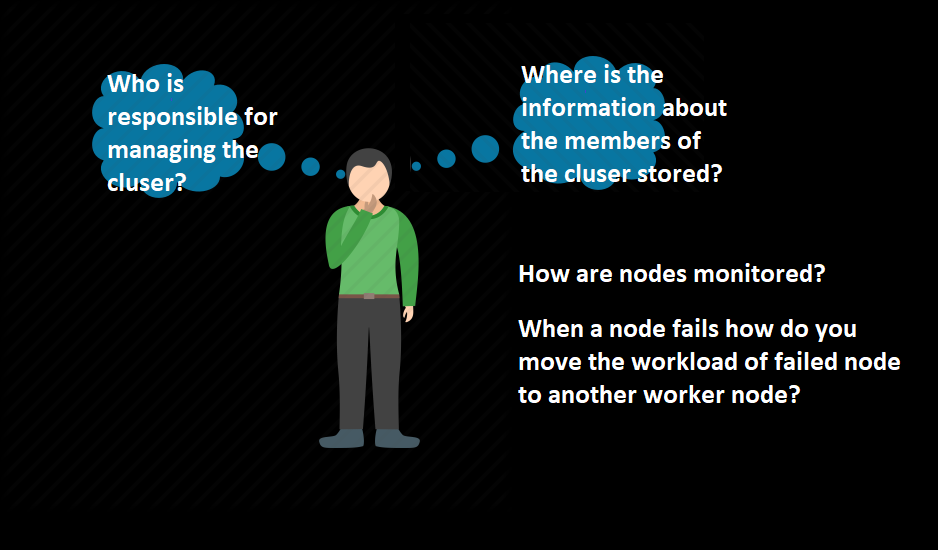 Who is
responsible for
managing the
cluser?
Where is the
information about
the members of
the cluser stored?
How are nodes monitored?
When a node fails how do you
move the workload of failed node
to another worker node?